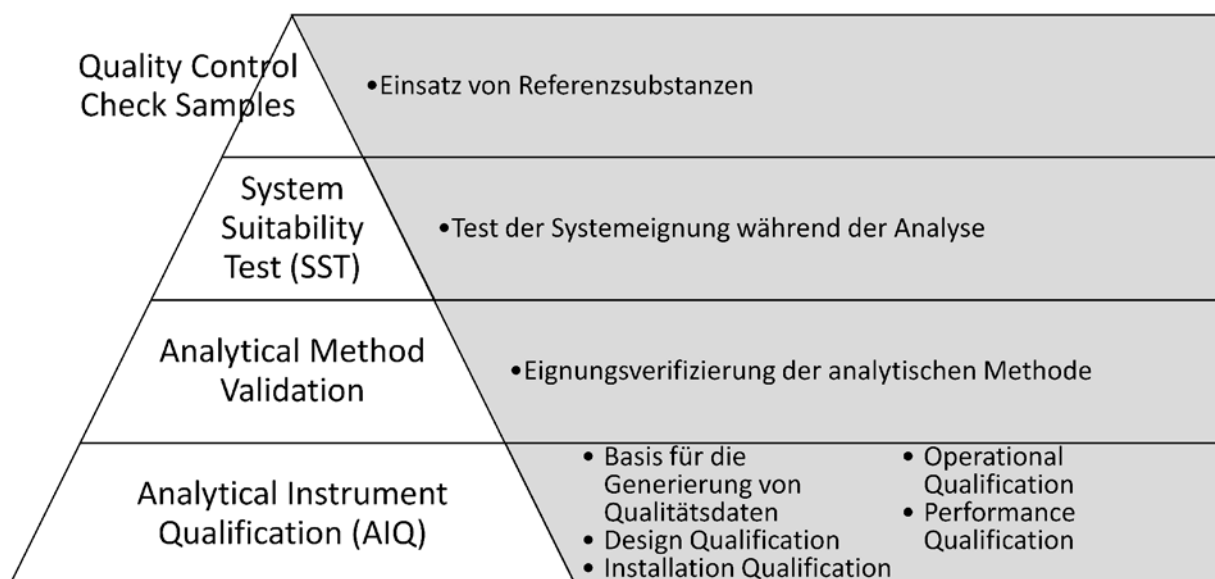 Quality Control
Check Samples
•Einsatz von Referenzsubstanzen
System
Suitability
Test (SST)
•Test der Systemeignung während der Analyse
Analytical Method
Validation
•Eignungsverifizierung der analytischen Methode
Analytical Instrument
Qualification (AIQ)
• Basis für die
Generierung von
Qualitätsdaten
• Design Qualification
• Installation Qualification
• Operational
Qualification
• Performance
Qualification